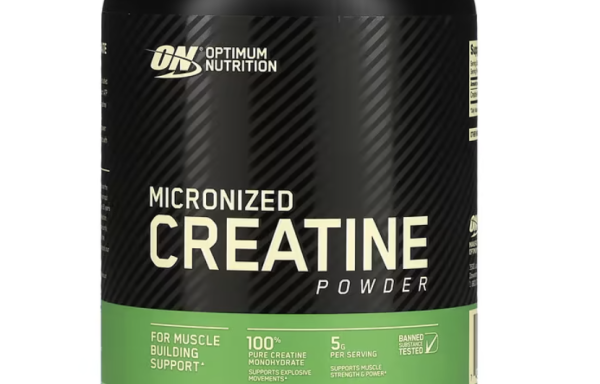 ON® OPTIMUM
NUTRITION
MICRONIZED
CREATINE
POWDER
FOR MUSCLE
BUILDING
SUPPORT*
100%
PURE CREATINE
MONOHYDRATE
SUPPORTS EXPLOSIVE
MOVEMENTS*
5G
PER SERVING
SUPPORTS MUSCLE
STRENGTH & POWER*
BANNED
SUBSTANCE
TESTED